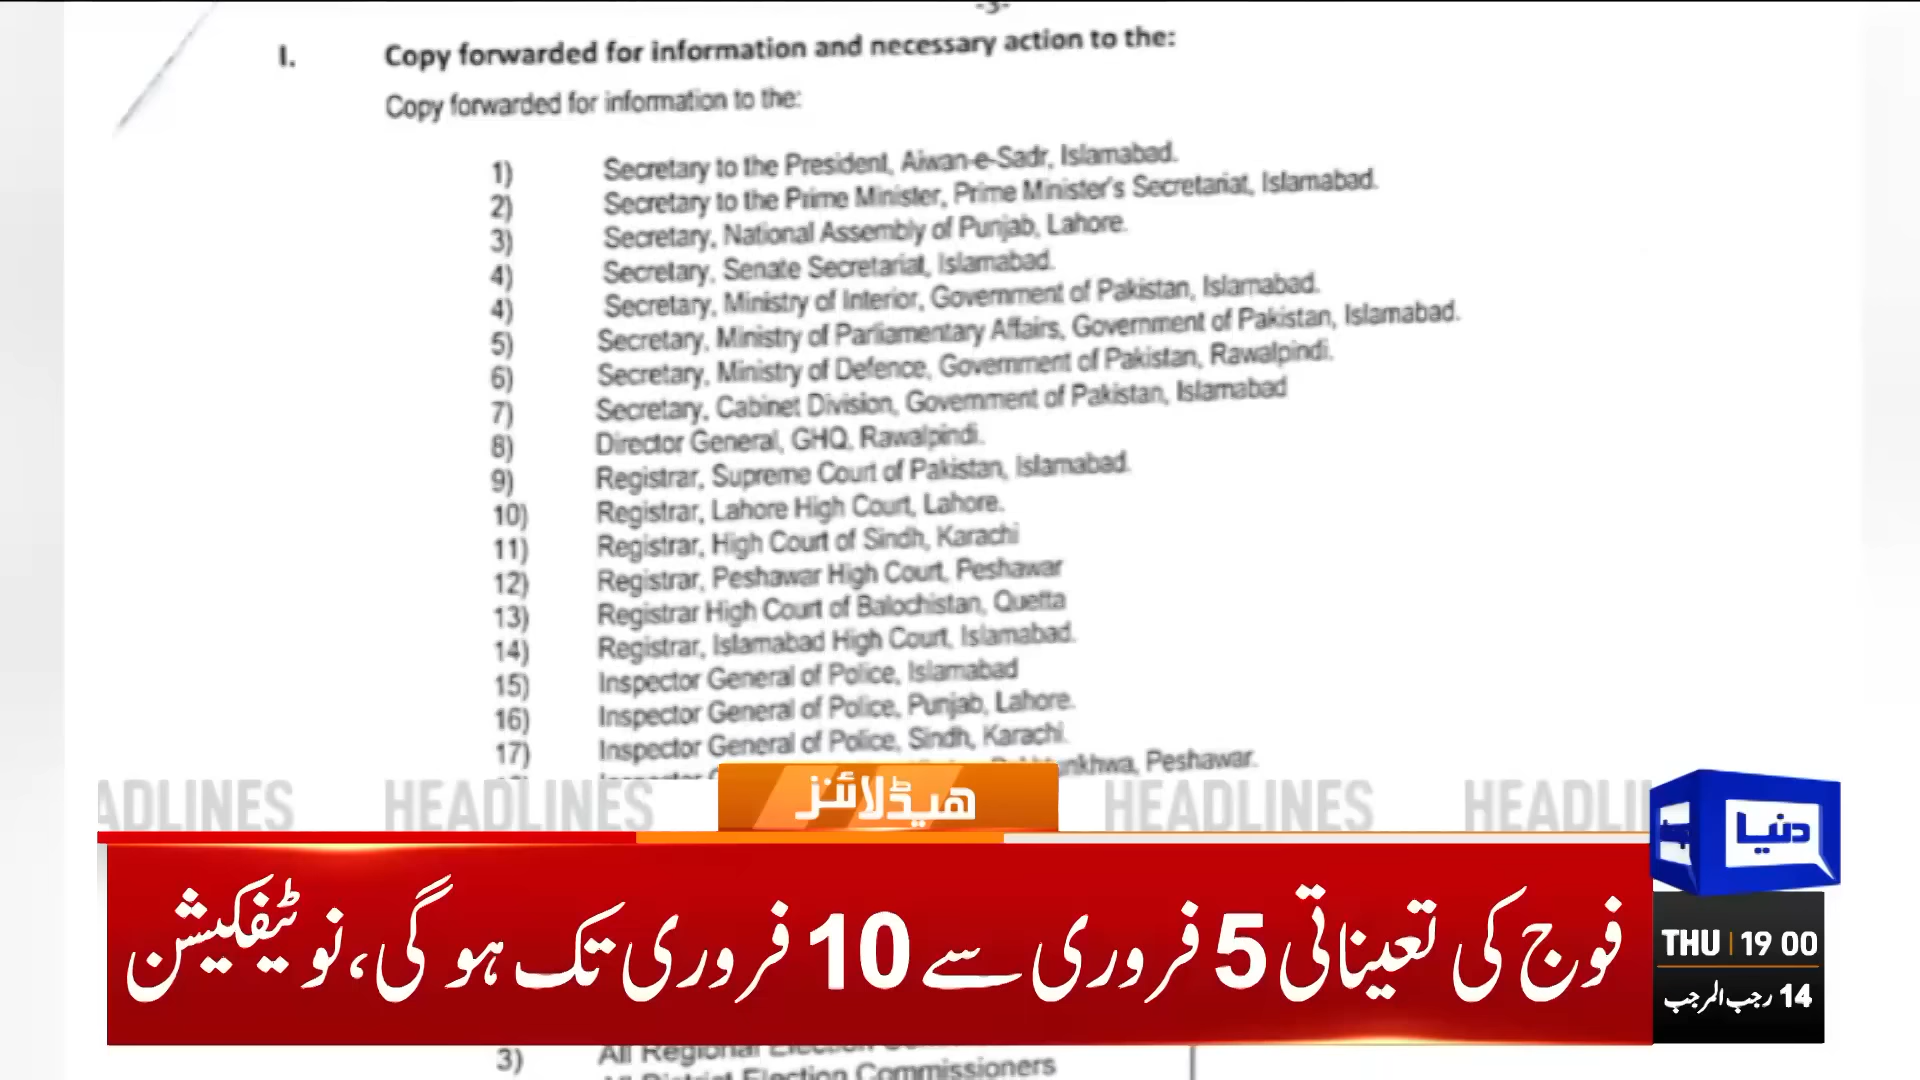 -3-
I. Copy forwarded for information and necessary action to the:
Copy forwarded for information to the:
1) Secretary to the President, Aiwan-e-Sadr, Islamabad.
2) Secretary to the Prime Minister, Prime Minister's Secretariat, Islamabad.
3) Secretary, National Assembly of Punjab, Lahore.
4) Secretary, Senate Secretariat, Islamabad.
4) Secretary, Ministry of Interior, Government of Pakistan, Islamabad.
5) Secretary, Ministry of Parliamentary Affairs, Government of Pakistan, Islamabad.
6) Secretary, Ministry of Defence, Government of Pakistan, Rawalpindi.
7) Secretary, Cabinet Division, Government of Pakistan, Islamabad
8) Director General, GHQ, Rawalpindi.
9) Registrar, Supreme Court of Pakistan, Islamabad.
10) Registrar, Lahore High Court, Lahore.
11) Registrar, High Court of Sindh, Karachi
12) Registrar, Peshawar High Court, Peshawar
13) Registrar High Court of Balochistan, Quetta
14) Registrar, Islamabad High Court, Islamabad.
15) Inspector General of Police, Islamabad
16) Inspector General of Police, Punjab, Lahore.
17) Inspector General of Police, Sindh, Karachi.
Peshawar.
HEADLINES HEADLINES
ہیڈلائنز
دنیا
فوج کی تعیناتی 5 فروری سے 10 فروری تک ہو گی، نوٹیفکیشن
THU 19 00
14 رجب المرجب
3) All Regional Election
Election Commissioners